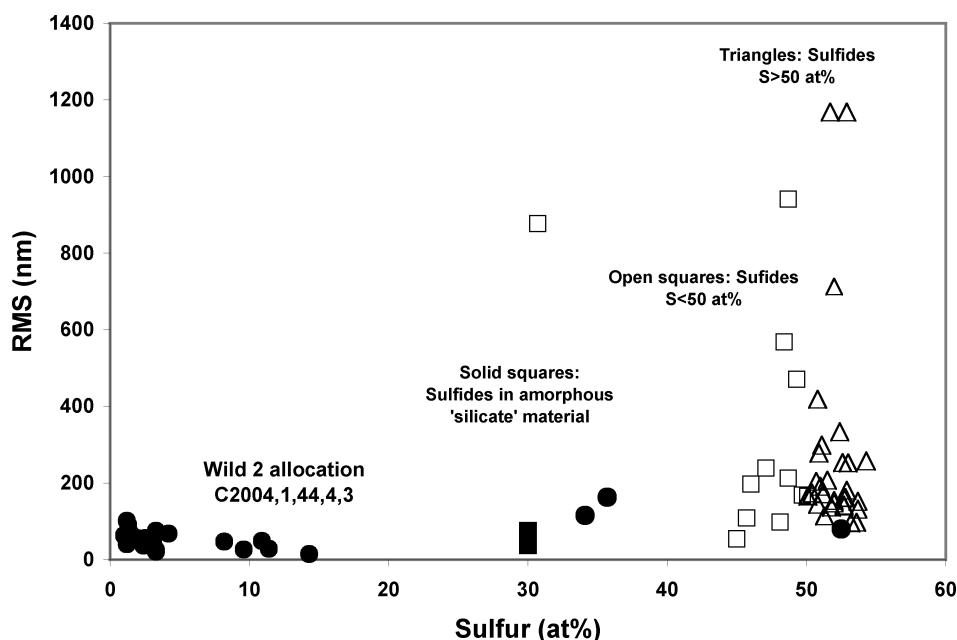 1400
1200
1000
800
600
400
200
0
RMS (nm)
Triangles: Sulfides
S>50 at%
Open squares: Sufides
S<50 at%
Solid squares:
Sulfides in amorphous
'silicate' material
Wild 2 allocation
C2004,1,44,4,3
0 10 20 30 40 50 60
Sulfur (at%)